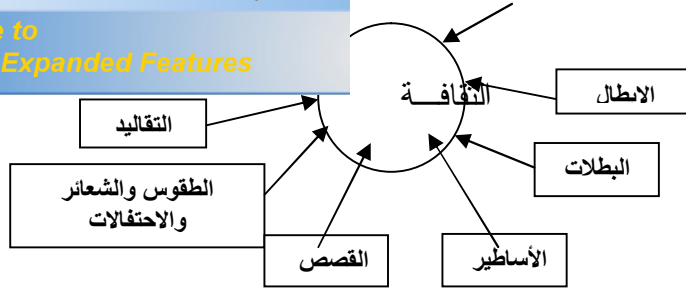 e to
Expanded Features
الثقافـــة
الابطال
التقاليد
البطلات
الطقوس والشعائر
والاحتفالات
القصص
الأساطير